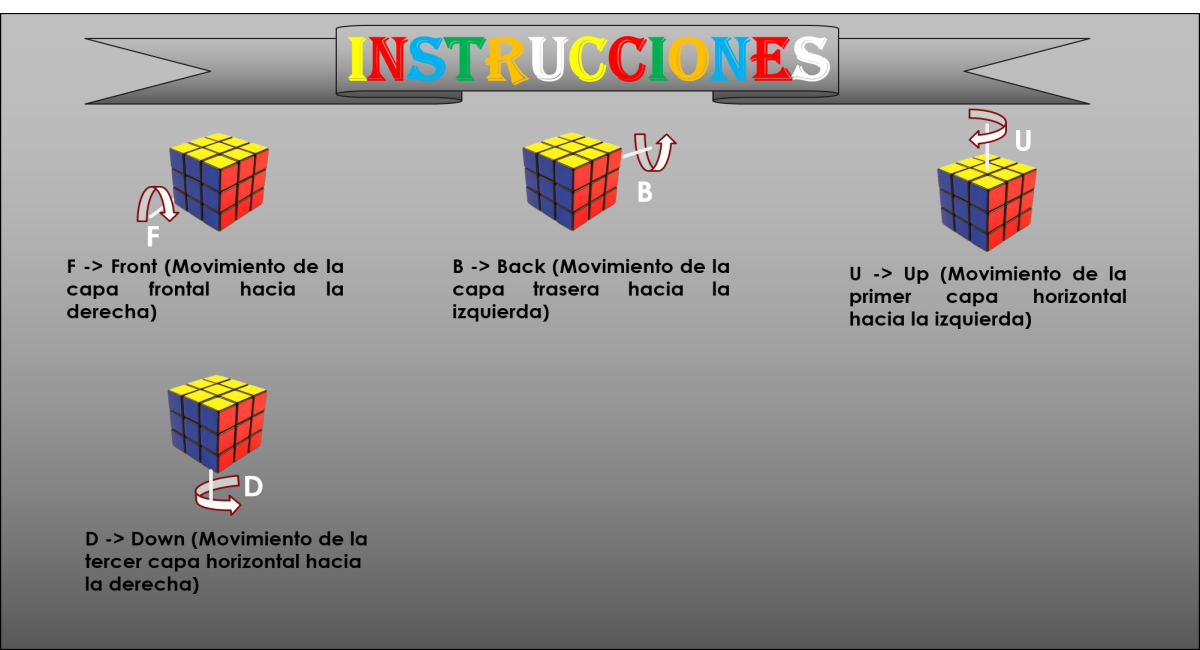 INSTRUCCIONES
F
F -> Front (Movimiento de la
capa frontal hacia la
derecha)
B
B -> Back (Movimiento de la
capa trasera hacia la
izquierda)
U
U -> Up (Movimiento de la
primer capa horizontal
hacia la izquierda)
D
D -> Down (Movimiento de la
tercer capa horizontal hacia
la derecha)